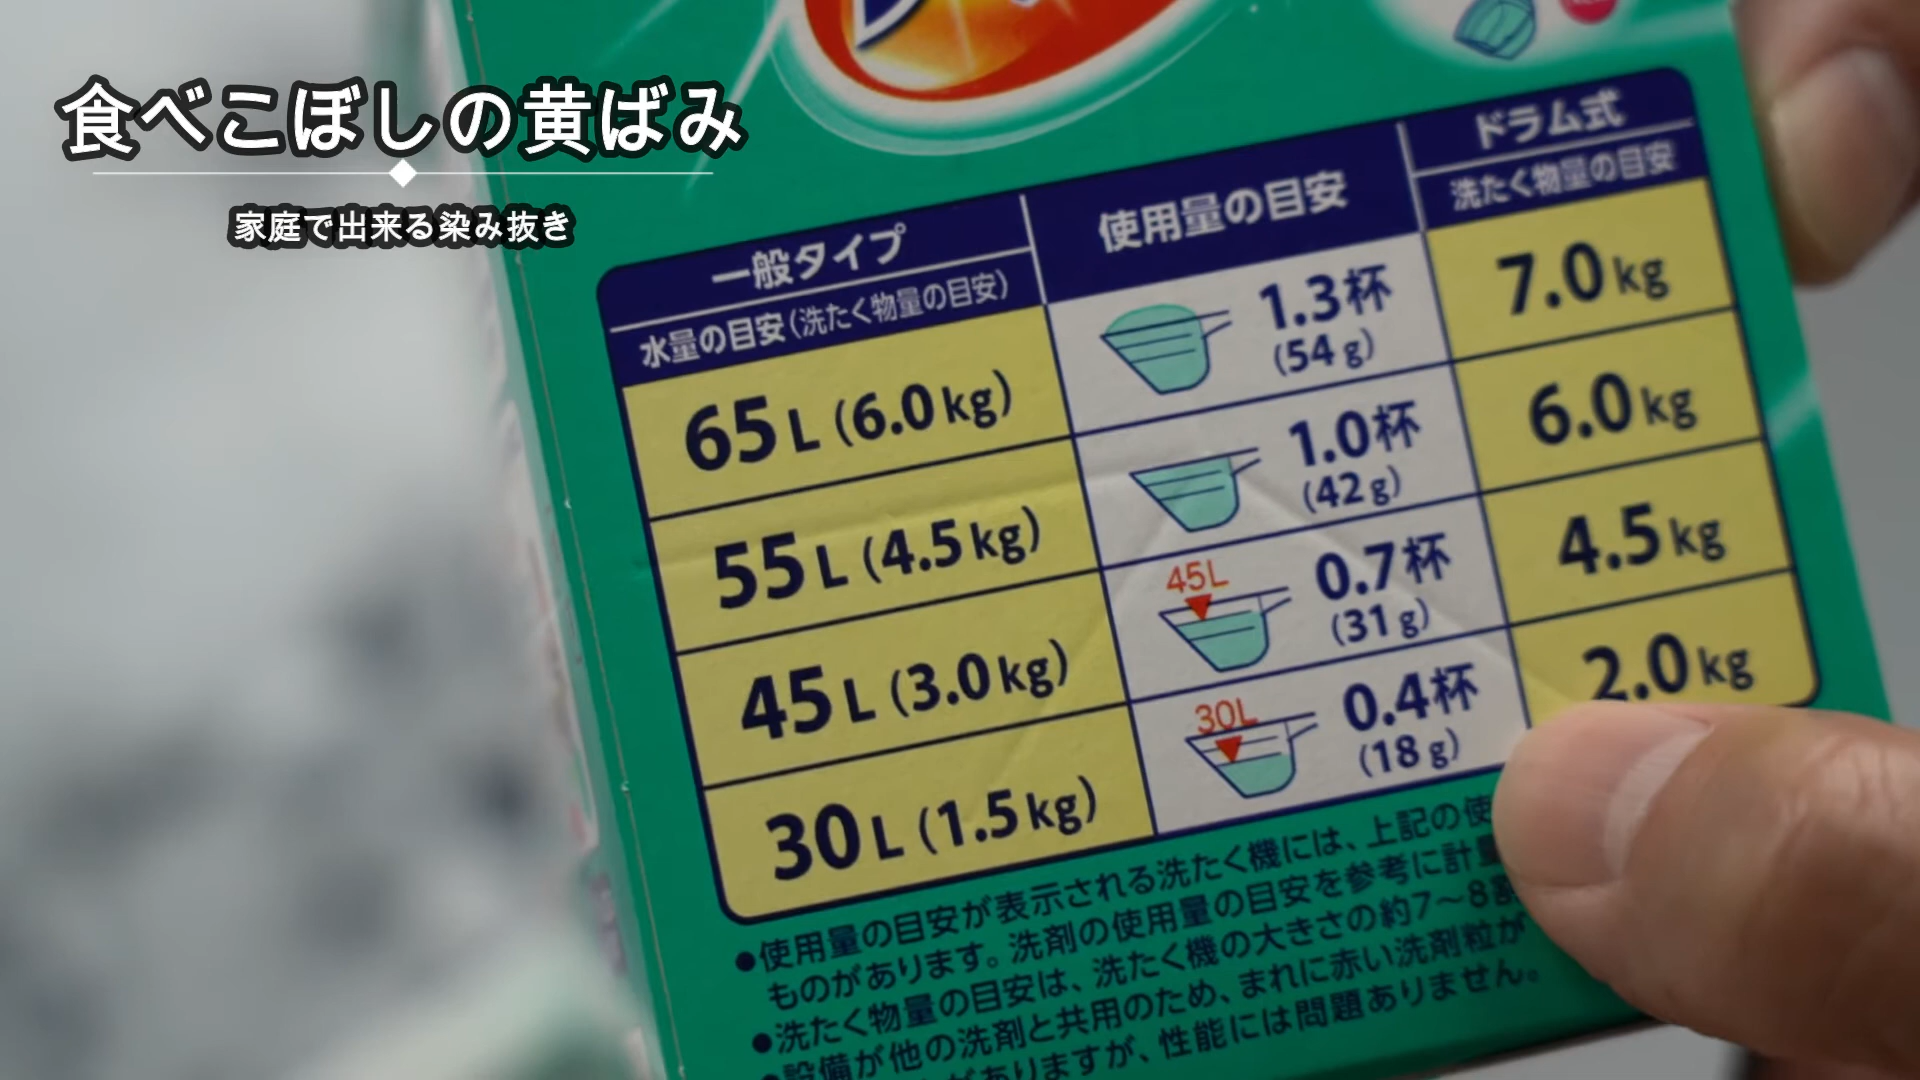 食べこぼしの黄ばみ
家庭で出来る染み抜き
一般タイプ
水量の目安(洗たく物量の目安)
使用量の目安
ドラム式
洗たく物量の目安
65L(6.0kg)
1.3杯
(54g)
7.0kg
55L(4.5kg)
1.0杯
(42g)
6.0kg
45L(3.0kg)
45L
0.7杯
(31g)
4.5kg
30L(1.5kg)
30L
0.4杯
(18g)
2.0kg
●使用量の目安が表示される洗たく機には、上記の使
ものがあります。洗剤の使用量の目安を参考に計量
●洗たく物量の目安は、洗たく機の大きさの約7〜8割
●設備が他の洗剤と共用のため、まれに赤い洗剤粒が
がありますが、性能には問題ありません。